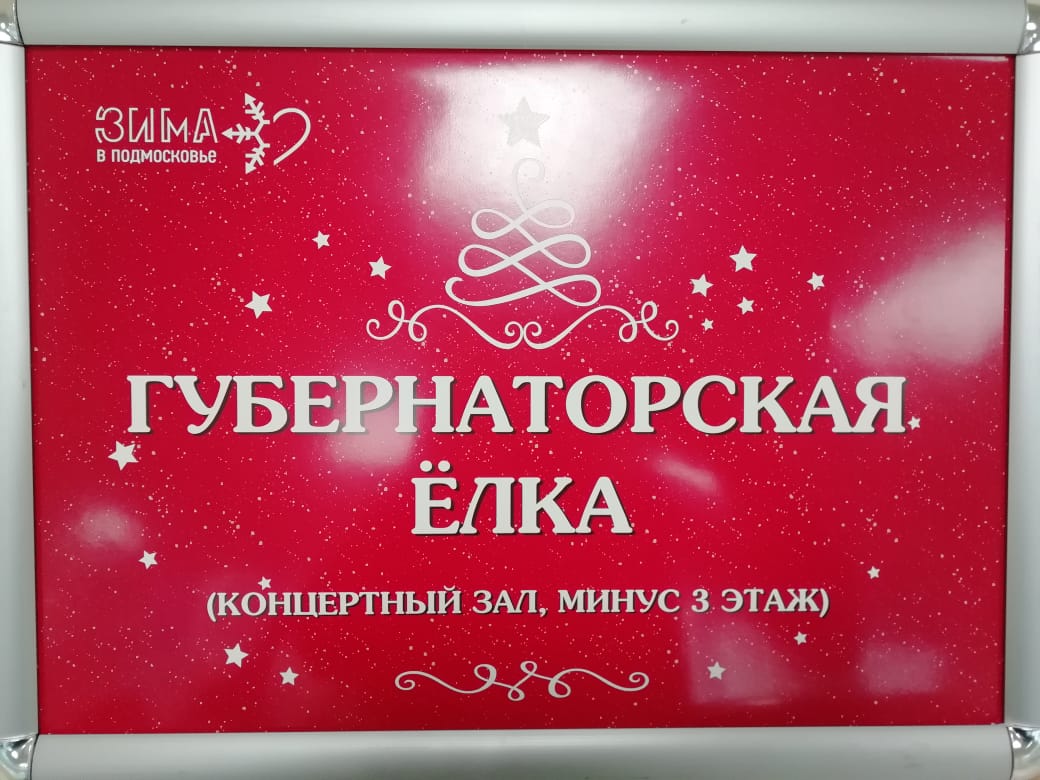 ЗИМА
В ПОДМОСКОВЬЕ
ГУБЕРНАТОРСКАЯ
ЁЛКА
(КОНЦЕРТНЫЙ ЗАЛ, МИНУС 3 ЭТАЖ)